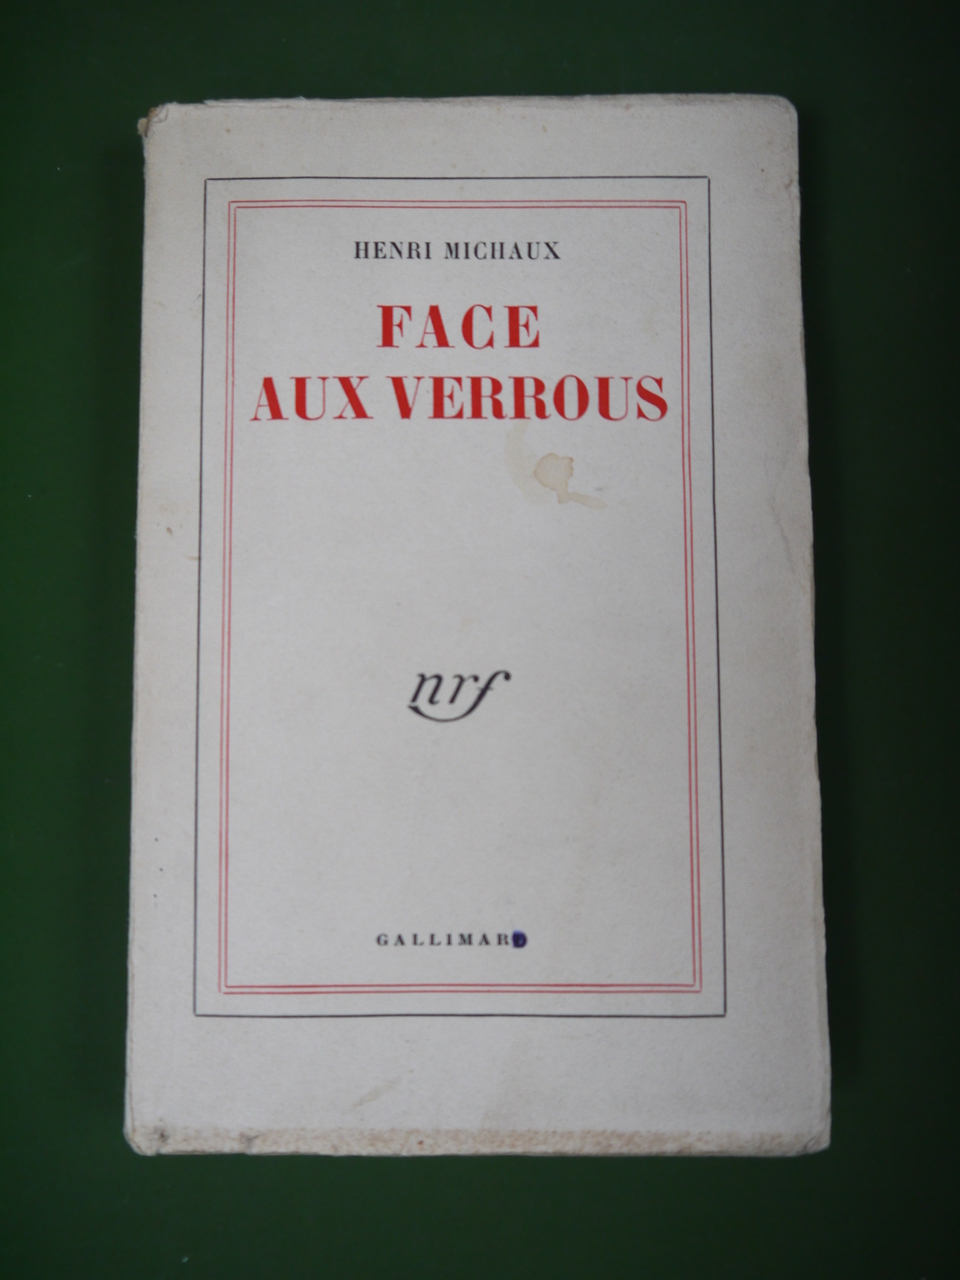 HENRI MICHAUX
FACE
AUX VERROUS
nrf
GALLIMARD